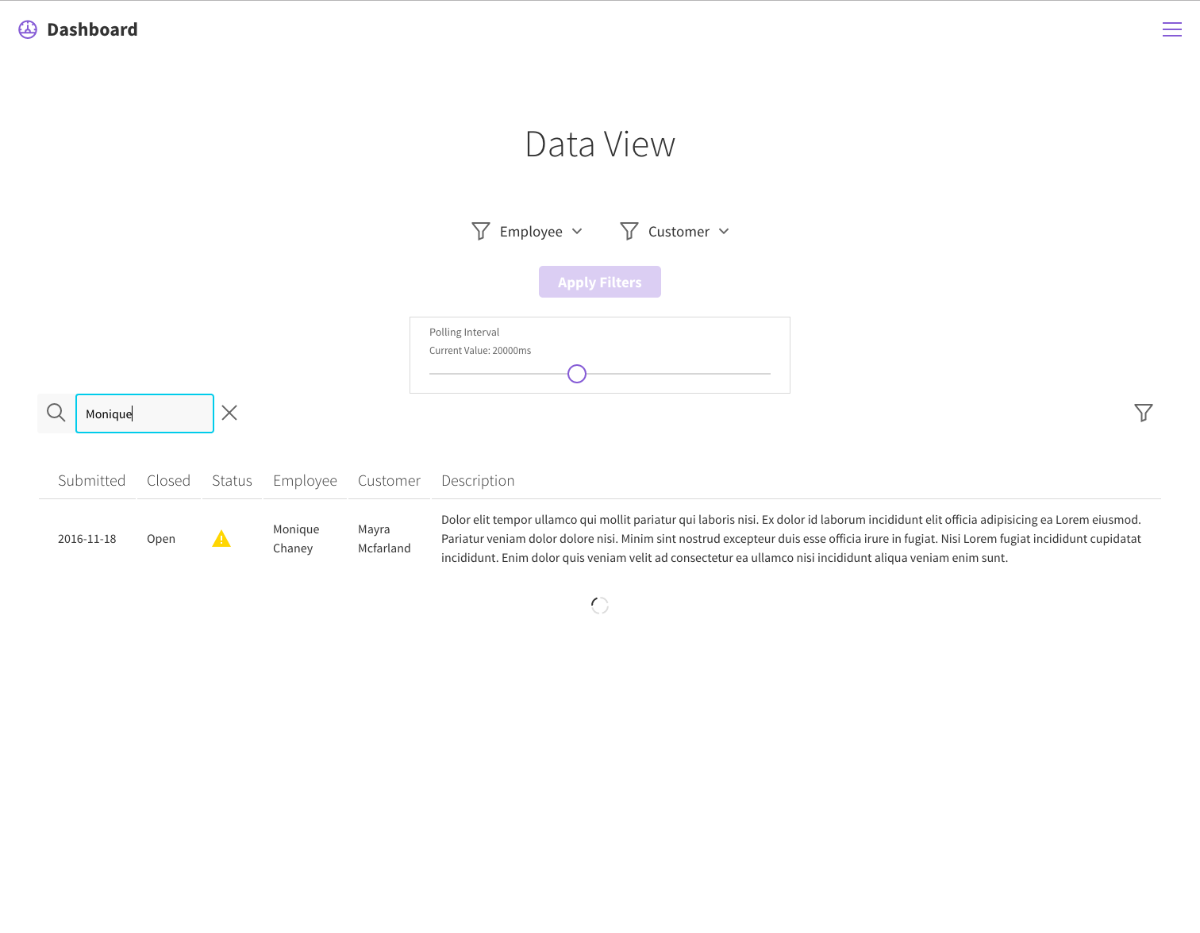 Dashboard
Data View
Employee
Customer
Apply Filters
Polling Interval
Current Value: 20000ms
Monique
Submitted Closed Status Employee Customer Description
2016-11-18 Open Monique Chaney Mayra Mcfarland
Dolor elit tempor ullamco qui mollit pariatur qui laboris nisi. Ex dolor id laborum incididunt elit officia adipisicing ea Lorem eiusmod.
Pariatur veniam dolor dolore nisi. Minim sint nostrud excepteur duis esse officia irure in fugiat. Nisi Lorem fugiat incididunt cupidatat
incididunt. Enim dolor quis veniam velit ad consectetur ea ullamco nisi incididunt aliqua veniam enim sunt.